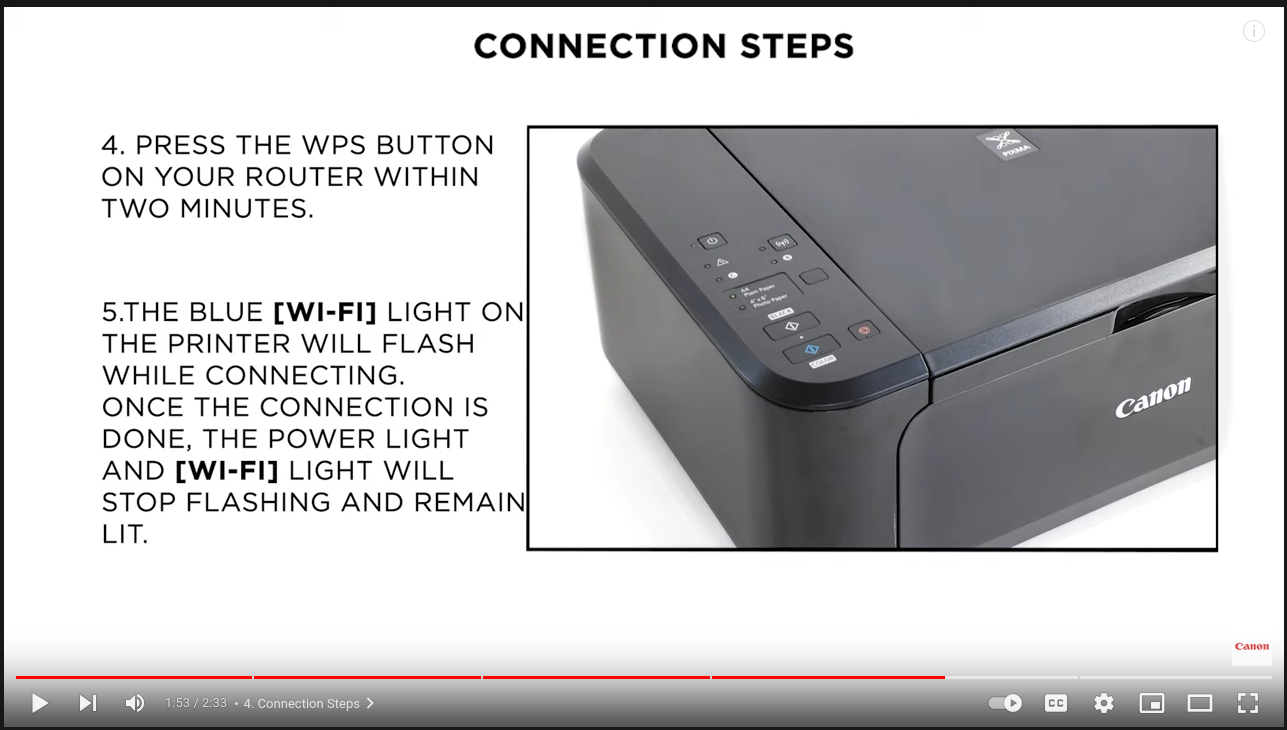 CONNECTION STEPS
4. PRESS THE WPS BUTTON
ON YOUR ROUTER WITHIN
TWO MINUTES.
5.THE BLUE [WI-FI] LIGHT ON
THE PRINTER WILL FLASH
WHILE CONNECTING.
ONCE THE CONNECTION IS
DONE, THE POWER LIGHT
AND [WI-FI] LIGHT WILL
STOP FLASHING AND REMAIN
LIT.
PIXMA
A4
Plain Paper
4" x 6"
Photo Paper
BLACK
COLOR
Canon
Canon
1:53 / 2:33 • 4. Connection Steps
CC